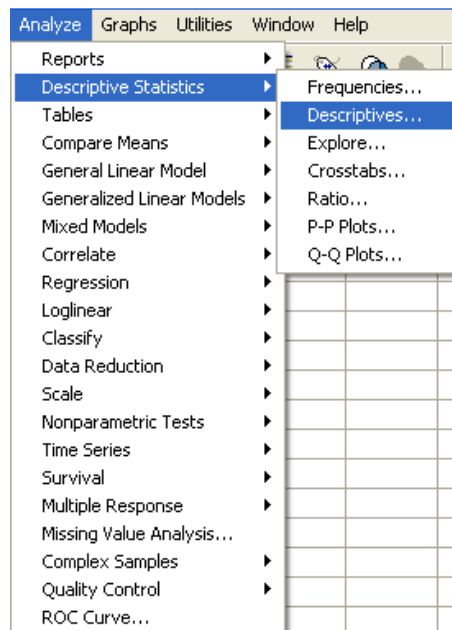 Analyze Graphs Utilities Window Help
Reports
Descriptive Statistics
Tables
Compare Means
General Linear Model
Generalized Linear Models
Mixed Models
Correlate
Regression
Loglinear
Classify
Data Reduction
Scale
Nonparametric Tests
Time Series
Survival
Multiple Response
Missing Value Analysis...
Complex Samples
Quality Control
ROC Curve...
Frequencies...
Descriptives...
Explore...
Crosstabs...
Ratio...
P-P Plots...
Q-Q Plots...